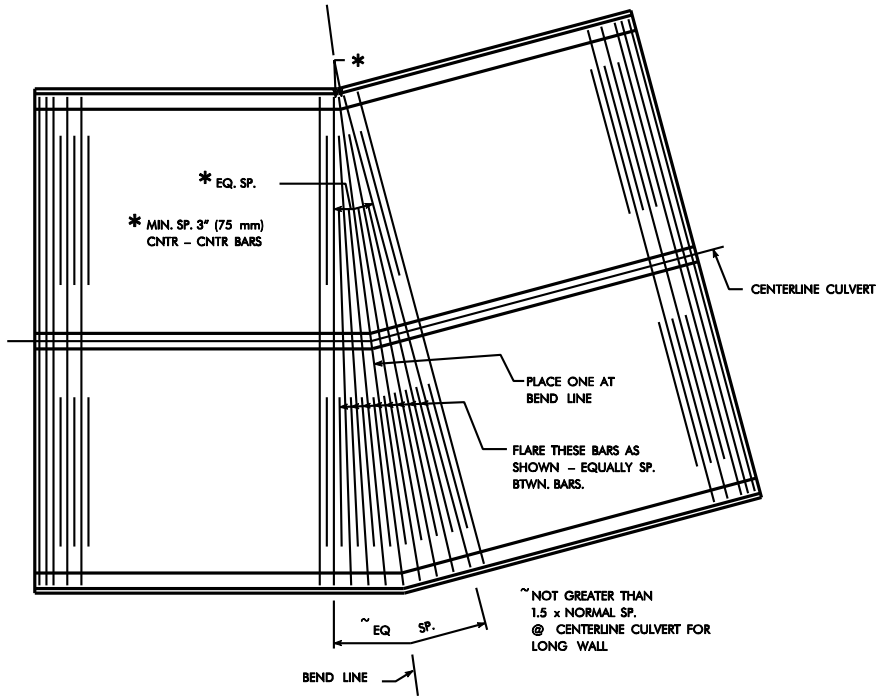 *
* EQ. SP.
* MIN. SP. 3" (75 mm)
CNTR – CNTR BARS
CENTERLINE CULVERT
PLACE ONE AT
BEND LINE
FLARE THESE BARS AS
SHOWN – EQUALLY SP.
BTWN. BARS.
~ NOT GREATER THAN
1.5 x NORMAL SP.
@ CENTERLINE CULVERT FOR
LONG WALL
~ EQ SP.
BEND LINE